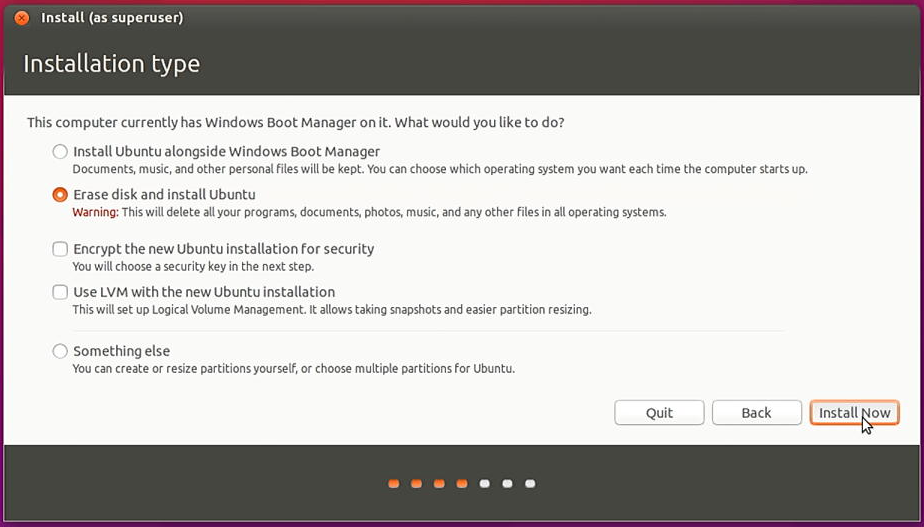 Install (as superuser)
Installation type
This computer currently has Windows Boot Manager on it. What would you like to do?
Install Ubuntu alongside Windows Boot Manager
Documents, music, and other personal files will be kept. You can choose which operating system you want each time the computer starts up.
Erase disk and install Ubuntu
Warning: This will delete all your programs, documents, photos, music, and any other files in all operating systems.
Encrypt the new Ubuntu installation for security
You will choose a security key in the next step.
Use LVM with the new Ubuntu installation
This will set up Logical Volume Management. It allows taking snapshots and easier partition resizing.
Something else
You can create or resize partitions yourself, or choose multiple partitions for Ubuntu.
Quit Back Install Now